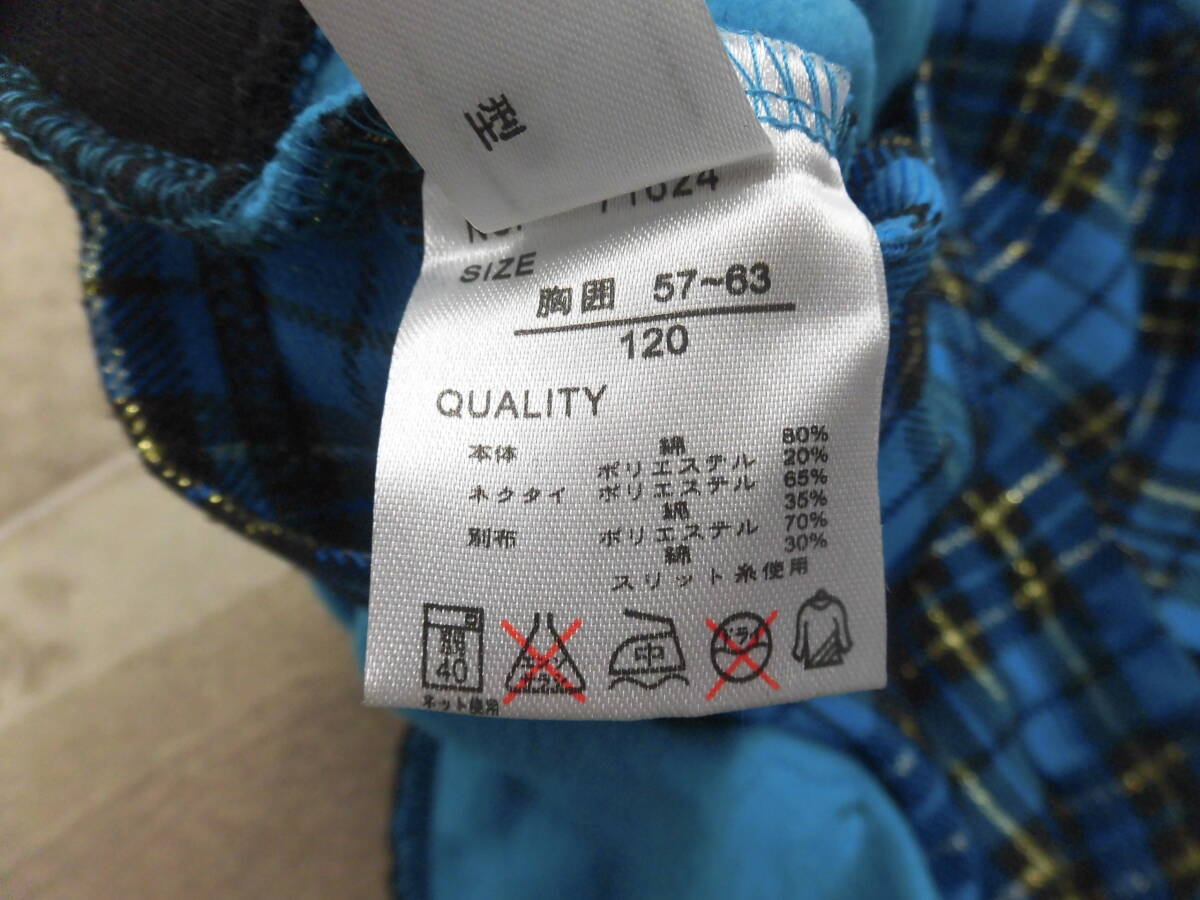 型
71024
SIZE
胸囲 57~63
120
QUALITY
本体 綿 80%
ポリエステル 20%
ネクタイ ポリエステル 65%
綿 35%
別布 ポリエステル 70%
綿 30%
スリット糸使用
40 中 ドライ
ネット使用